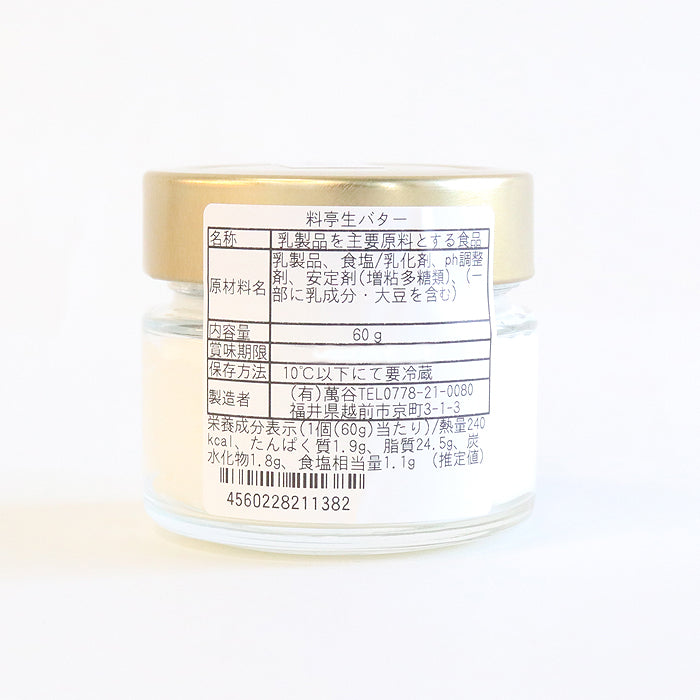 料亭生バター
名称 乳製品を主要原料とする食品
原材料名 乳製品、食塩/乳化剤、ph調整
剤、安定剤(増粘多糖類)、(一
部に乳成分・大豆を含む)
内容量 60g
賞味期限
保存方法 10℃以下にて要冷蔵
製造者 (有)萬谷TEL0778-21-0080
福井県越前市京町3-1-3
栄養成分表示(1個(60g)当たり)/熱量240
kcal、たんぱく質1.9g、脂質24.5g、炭
水化物1.8g、食塩相当量1.1g (推定値)
4560228211382